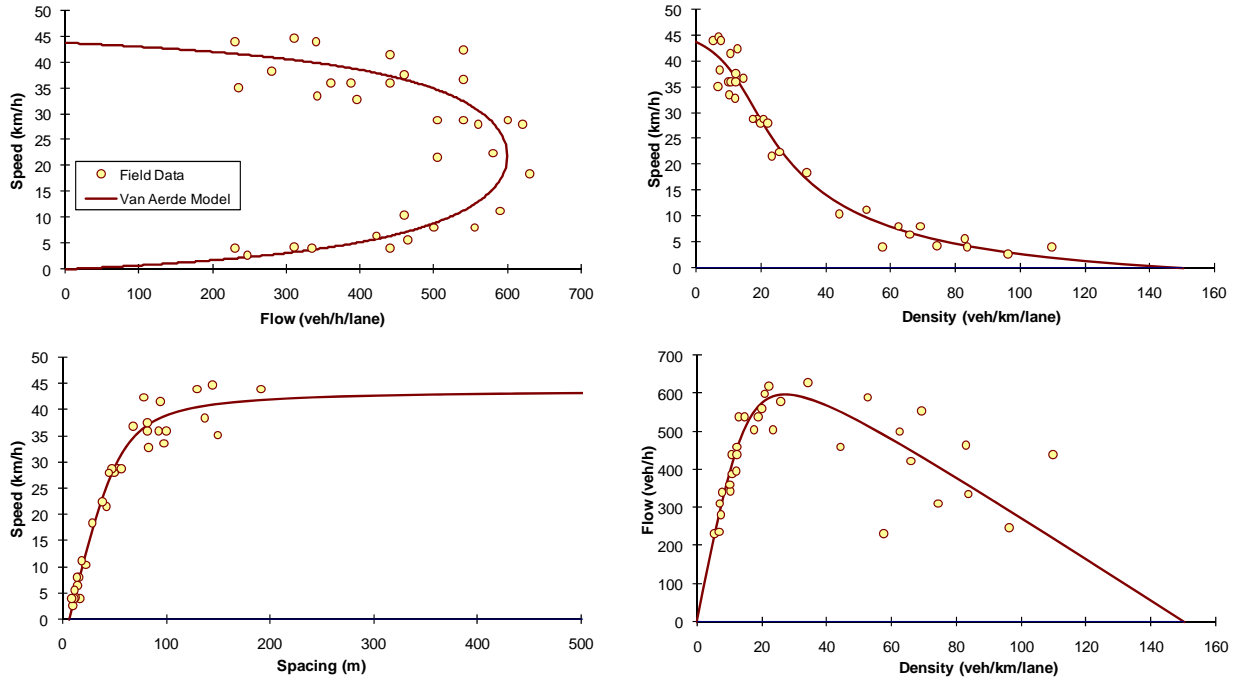 50
45
40
35
30
25
20
15
10
5
0
Speed (km/h)
Field Data
Van Aerde Model
0 100 200 300 400 500 600 700
Flow (veh/h/lane)
50
45
40
35
30
25
20
15
10
5
0
Speed (km/h)
0 20 40 60 80 100 120 140 160
Density (veh/km/lane)
50
45
40
35
30
25
20
15
10
5
0
Speed (km/h)
0 100 200 300 400 500
Spacing (m)
700
600
500
400
300
200
100
0
Flow (veh/h)
0 20 40 60 80 100 120 140 160
Density (veh/km/lane)